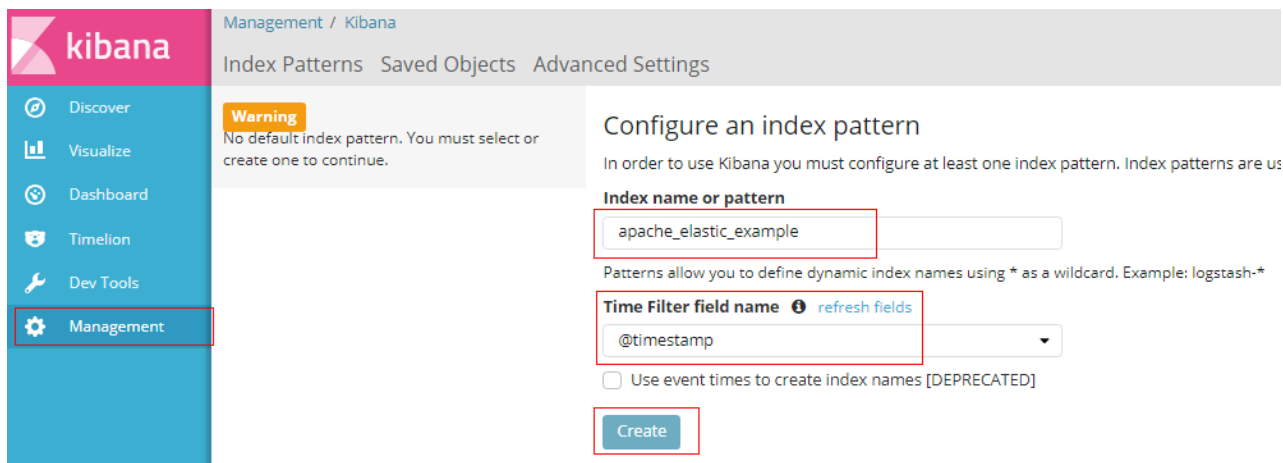 kibana
Management / Kibana
Index Patterns Saved Objects Advanced Settings
Discover
Visualize
Dashboard
Timelion
Dev Tools
Management
Warning
No default index pattern. You must select or
create one to continue.
Configure an index pattern
In order to use Kibana you must configure at least one index pattern. Index patterns are us
Index name or pattern
apache_elastic_example
Patterns allow you to define dynamic index names using * as a wildcard. Example: logstash-*
Time Filter field name refresh fields
@timestamp
Use event times to create index names [DEPRECATED]
Create